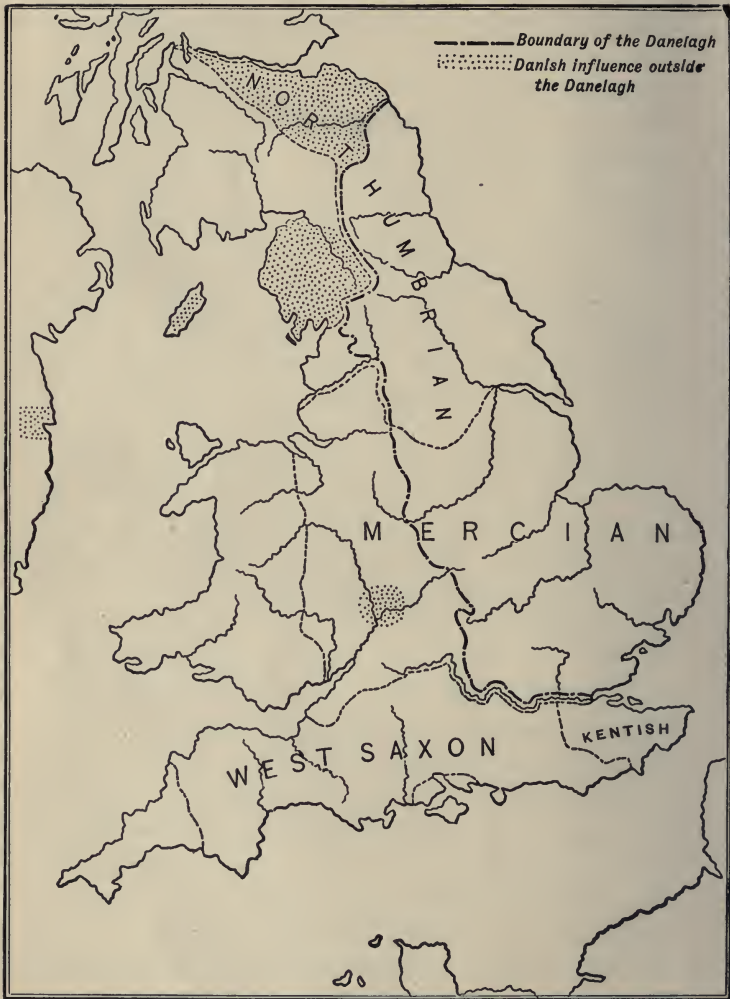 Boundary of the Danelagh
Danish influence outside
the Danelagh
NORTHUMBRIAN
MERCIAN
KENTISH
WEST SAXON